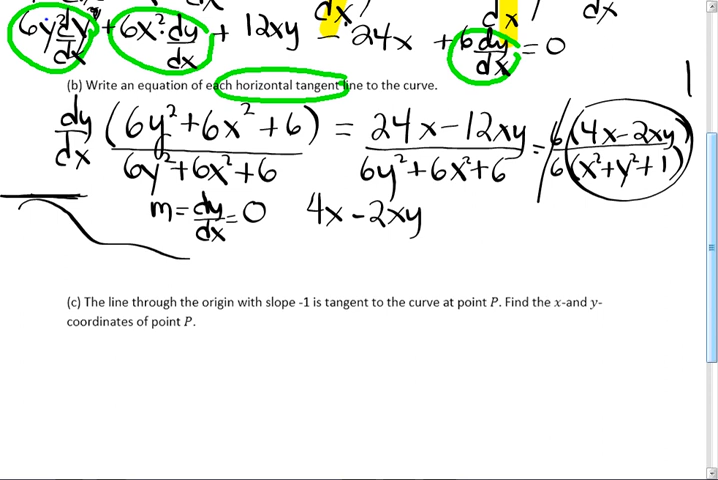 dx dx dx
6y² dy/dx + 6x²·dy/dx + 12xy − 24x + 6 dy/dx = 0
(b) Write an equation of each horizontal tangent line to the curve.
dy/dx (6y²+6x²+6)/(6y²+6x²+6) = (24x−12xy)/(6y²+6x²+6) = 6(4x−2xy)/6(x²+y²+1)
m = dy/dx = 0 4x − 2xy
(c) The line through the origin with slope -1 is tangent to the curve at point P. Find the x-and y-
coordinates of point P.